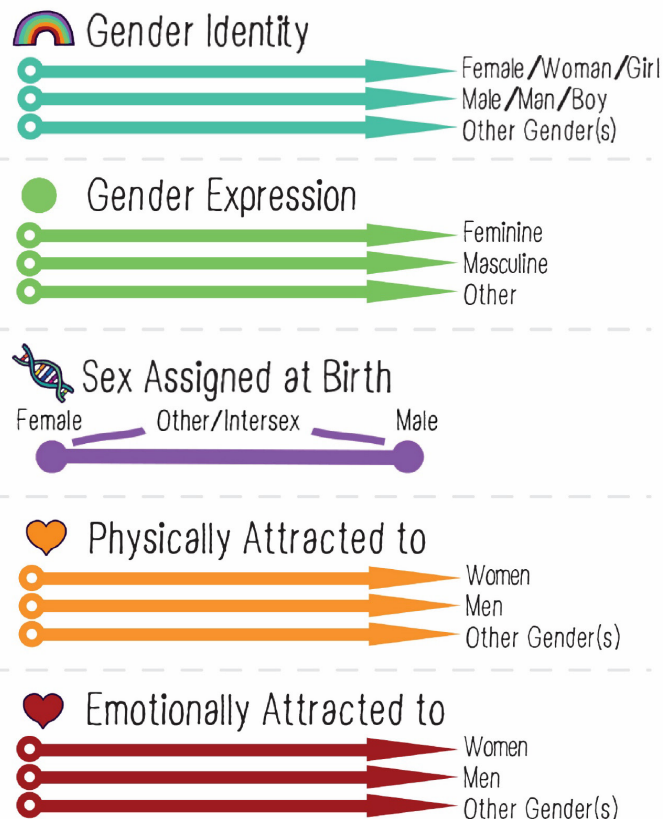 Gender Identity
Female/Woman/Girl
Male/Man/Boy
Other Gender(s)
Gender Expression
Feminine
Masculine
Other
Sex Assigned at Birth
Female Other/Intersex Male
Physically Attracted to
Women
Men
Other Gender(s)
Emotionally Attracted to
Women
Men
Other Gender(s)